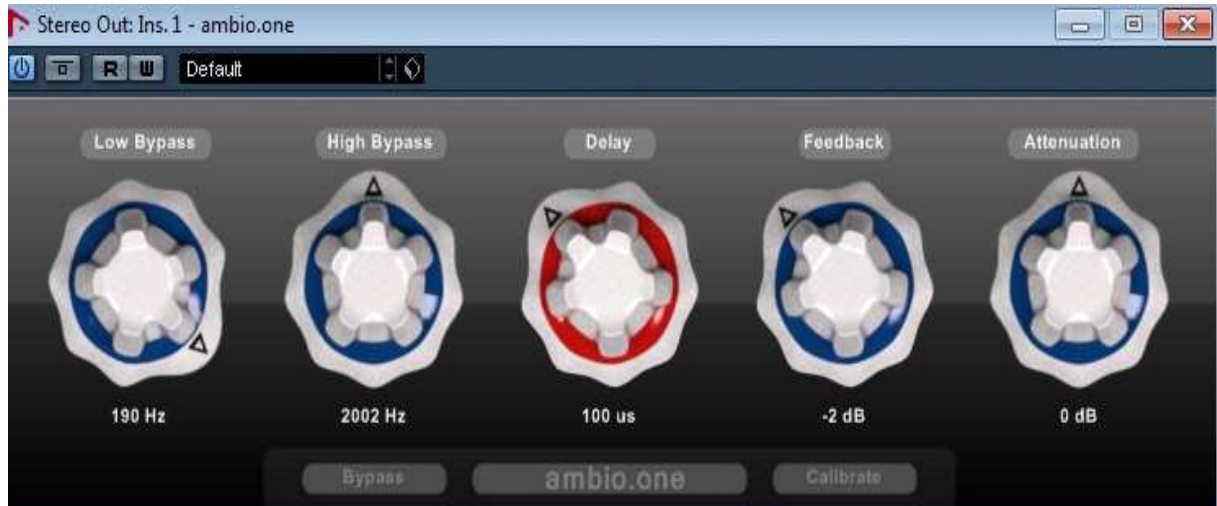 Stereo Out: Ins. 1 - ambio.one
R W Default
Low Bypass High Bypass Delay Feedback Attenuation
190 Hz 2002 Hz 100 us -2 dB 0 dB
Bypass ambio.one Calibrate